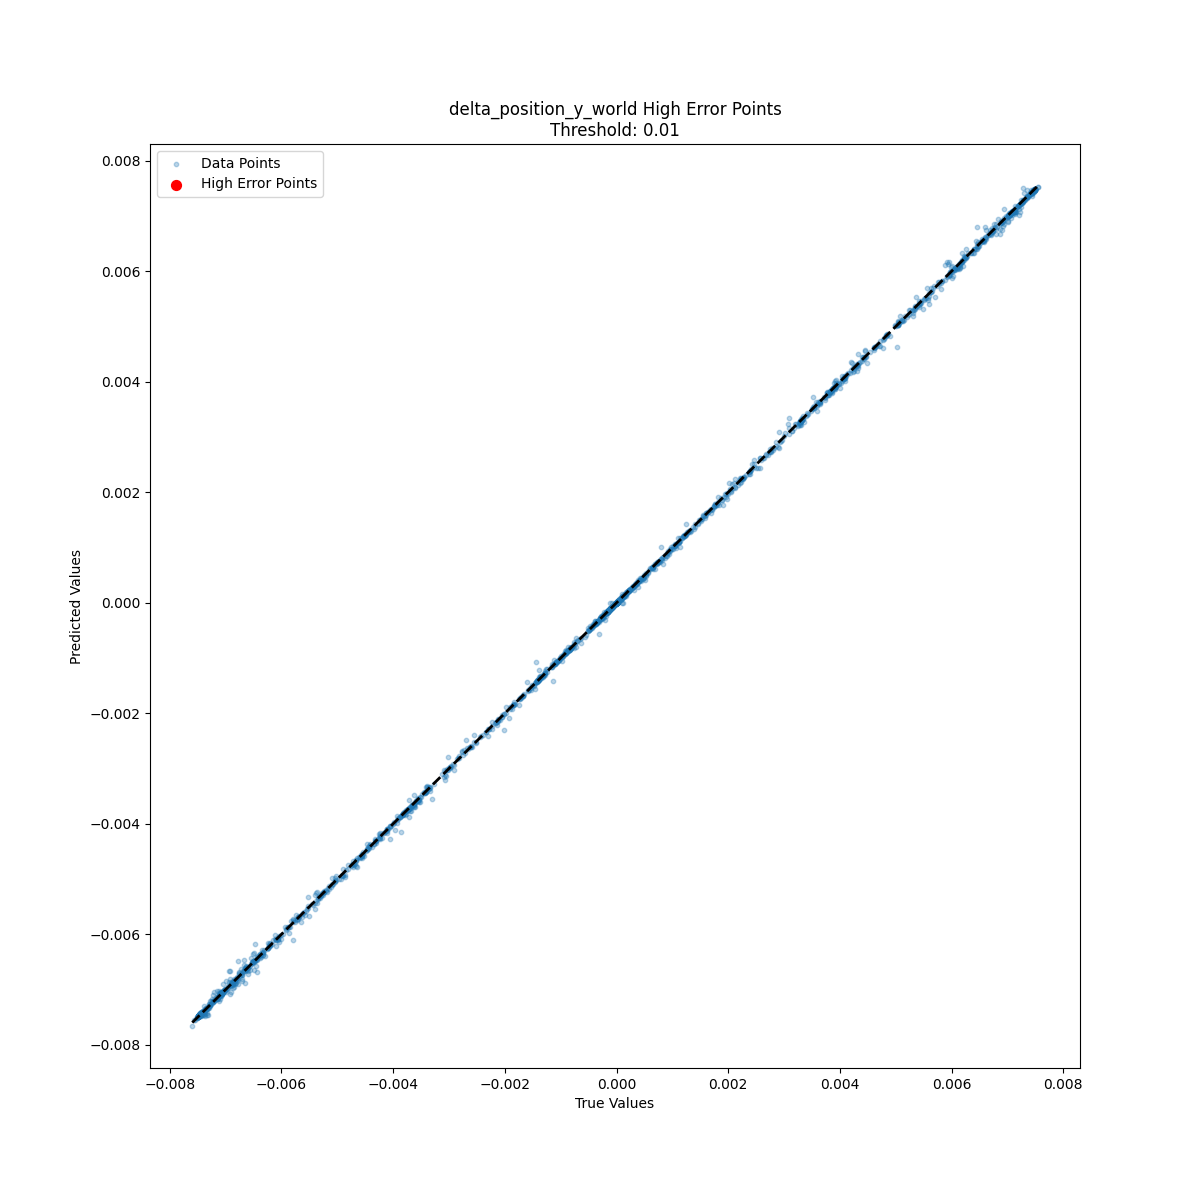 delta_position_y_world High Error Points
Threshold: 0.01
Data Points
High Error Points
0.008
0.006
0.004
0.002
0.000
−0.002
−0.004
−0.006
−0.008
Predicted Values
−0.008 −0.006 −0.004 −0.002 0.000 0.002 0.004 0.006 0.008
True Values